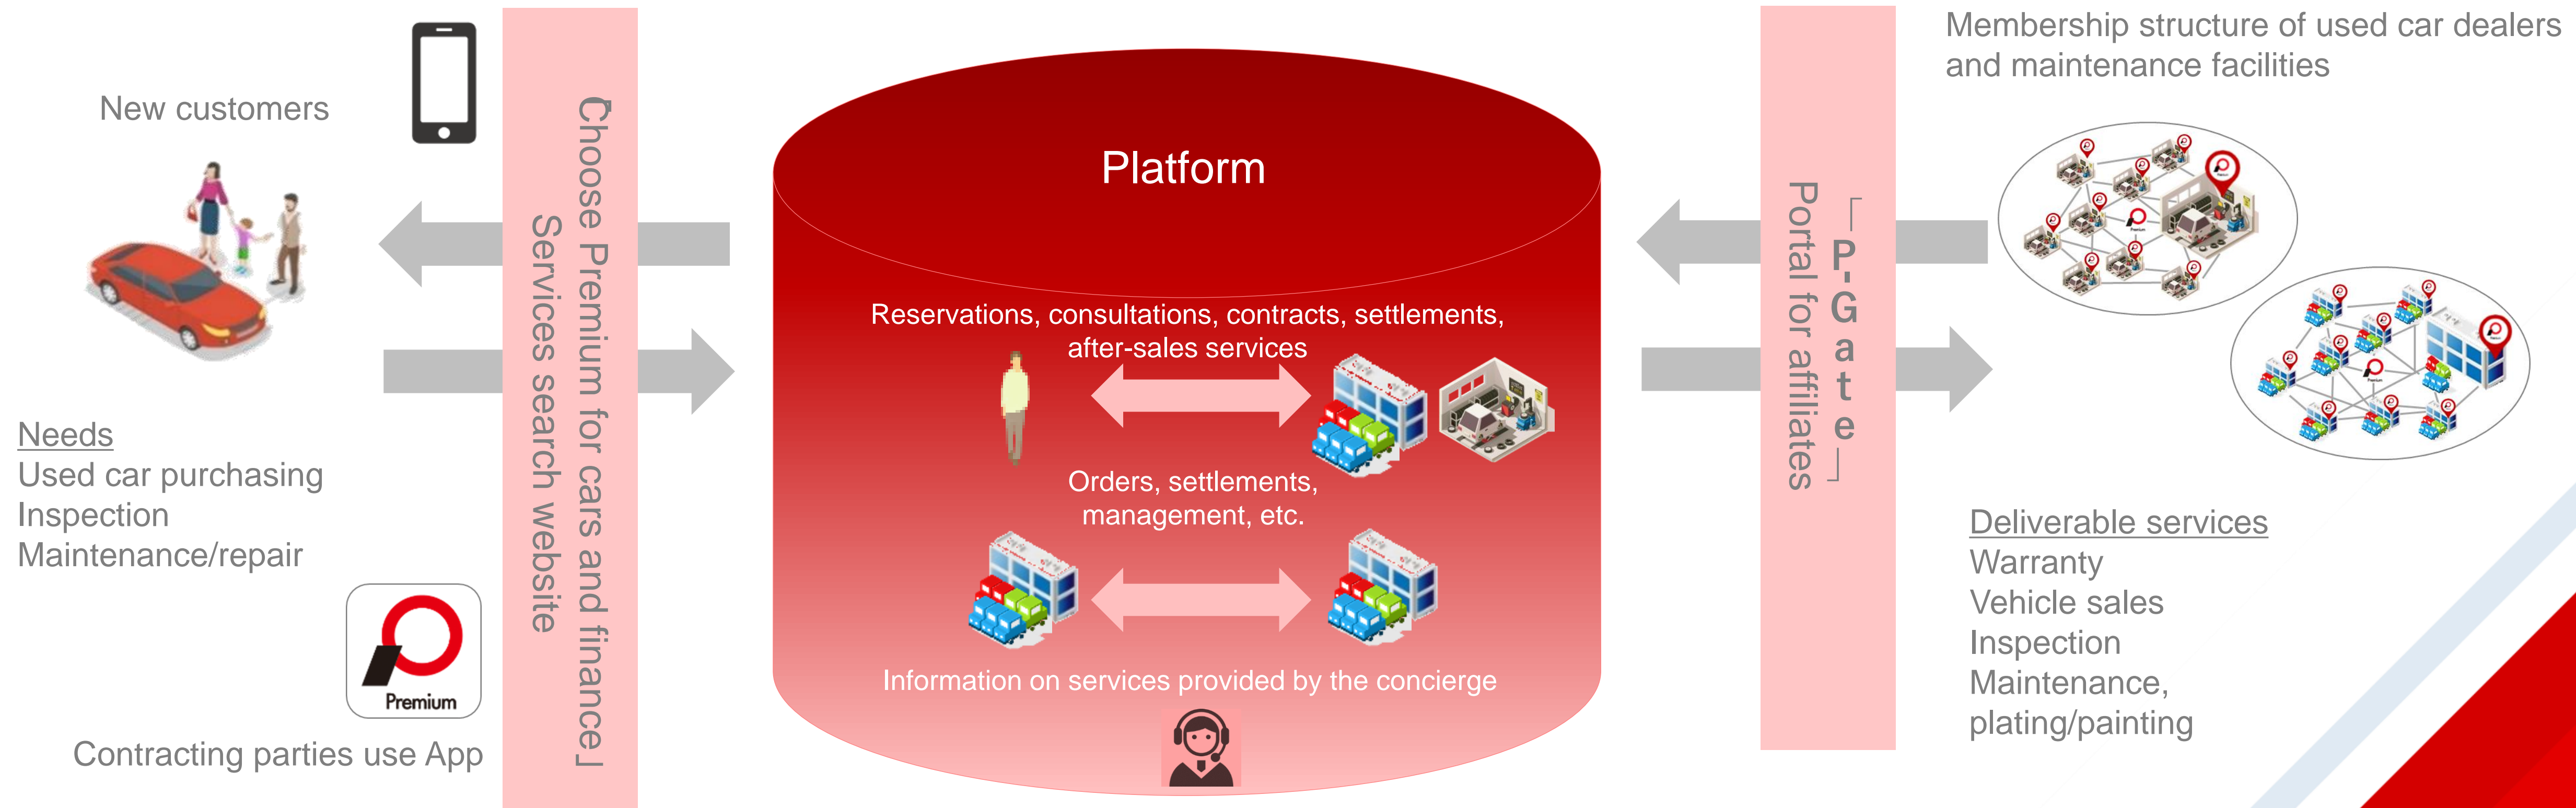 New customers
Needs
Used car purchasing
Inspection
Maintenance/repair
Premium
Contracting parties use App
「Choose Premium for cars and finance」
Services search website
Platform
Reservations, consultations, contracts, settlements,
after-sales services
Orders, settlements,
management, etc.
Information on services provided by the concierge
「P-Gate」
Portal for affiliates
Membership structure of used car dealers
and maintenance facilities
Premium
Premium
Deliverable services
Warranty
Vehicle sales
Inspection
Maintenance,
plating/painting